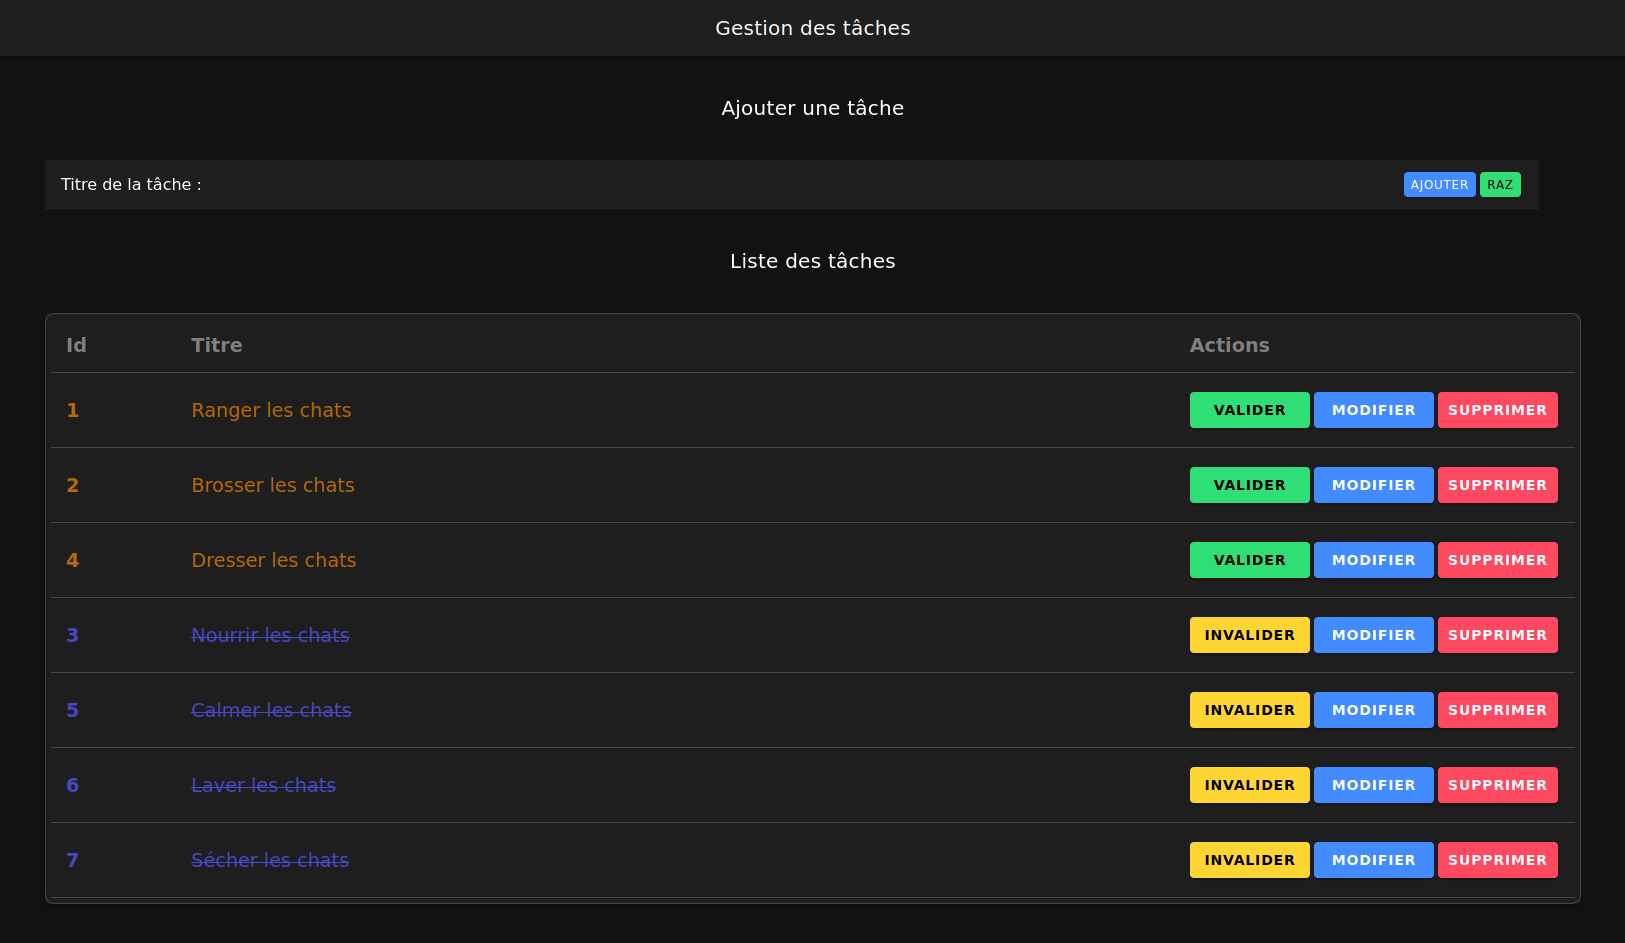 Gestion des tâches
Ajouter une tâche
Titre de la tâche : AJOUTER RAZ
Liste des tâches
Id Titre Actions
1 Ranger les chats VALIDER MODIFIER SUPPRIMER
2 Brosser les chats VALIDER MODIFIER SUPPRIMER
4 Dresser les chats VALIDER MODIFIER SUPPRIMER
3 Nourrir les chats INVALIDER MODIFIER SUPPRIMER
5 Calmer les chats INVALIDER MODIFIER SUPPRIMER
6 Laver les chats INVALIDER MODIFIER SUPPRIMER
7 Sécher les chats INVALIDER MODIFIER SUPPRIMER